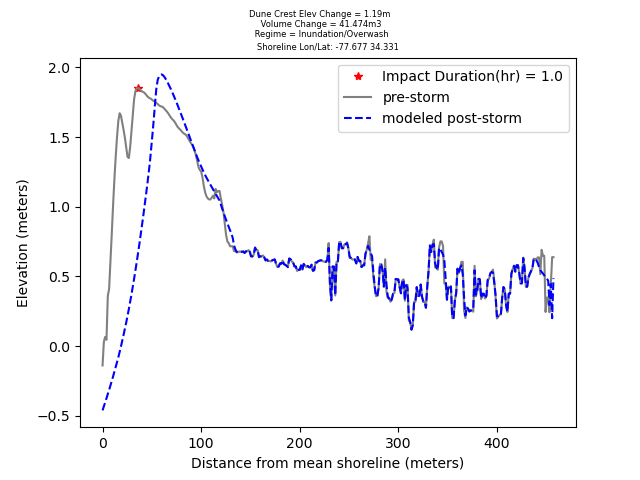 Dune Crest Elev Change = 1.19m
Volume Change = 41.474m3
Regime = Inundation/Overwash
Shoreline Lon/Lat: -77.677 34.331
Impact Duration(hr) = 1.0
pre-storm
modeled post-storm
Elevation (meters)
2.0
1.5
1.0
0.5
0.0
−0.5
0 100 200 300 400
Distance from mean shoreline (meters)